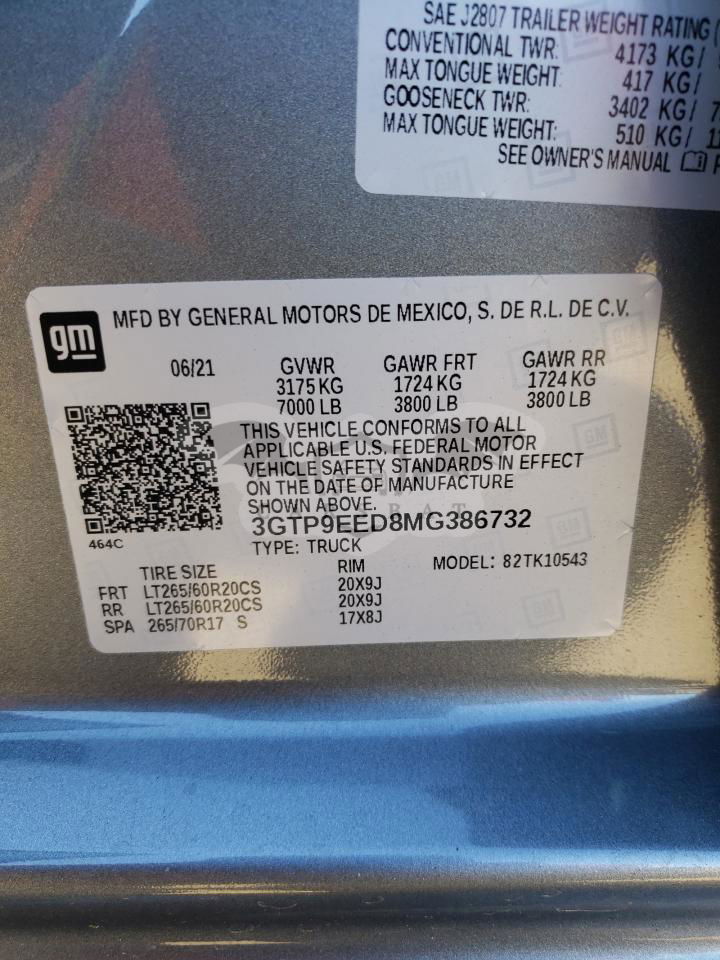 SAE J2807 TRAILER WEIGHT RATING (
CONVENTIONAL TWR: 4173 KG/
MAX TONGUE WEIGHT: 417 KG/
GOOSENECK TWR: 3402 KG/ 7
MAX TONGUE WEIGHT: 510 KG/ 11
SEE OWNER'S MANUAL
gm MFD BY GENERAL MOTORS DE MEXICO, S. DE R.L. DE C.V.
06/21 GVWR GAWR FRT GAWR RR
3175 KG 1724 KG 1724 KG
7000 LB 3800 LB 3800 LB
THIS VEHICLE CONFORMS TO ALL
APPLICABLE U.S. FEDERAL MOTOR
VEHICLE SAFETY STANDARDS IN EFFECT
ON THE DATE OF MANUFACTURE
SHOWN ABOVE.
3GTP9EED8MG386732
464C
TYPE: TRUCK MODEL: 82TK10543
TIRE SIZE RIM
FRT LT265/60R20CS 20X9J
RR LT265/60R20CS 20X9J
SPA 265/70R17 S 17X8J